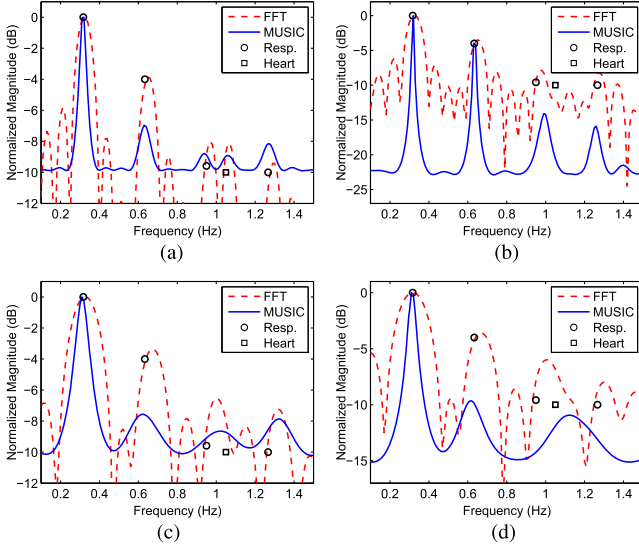 FFT
MUSIC
Resp.
Heart
Normalized Magnitude (dB)
0
−2
−4
−6
−8
−10
−12
0.2 0.4 0.6 0.8 1 1.2 1.4
Frequency (Hz)
(a)
FFT
MUSIC
Resp.
Heart
Normalized Magnitude (dB)
0
−5
−10
−15
−20
−25
0.2 0.4 0.6 0.8 1 1.2 1.4
Frequency (Hz)
(b)
FFT
MUSIC
Resp.
Heart
Normalized Magnitude (dB)
0
−2
−4
−6
−8
−10
−12
0.2 0.4 0.6 0.8 1 1.2 1.4
Frequency (Hz)
(c)
FFT
MUSIC
Resp.
Heart
Normalized Magnitude (dB)
0
−5
−10
−15
0.2 0.4 0.6 0.8 1 1.2 1.4
Frequency (Hz)
(d)